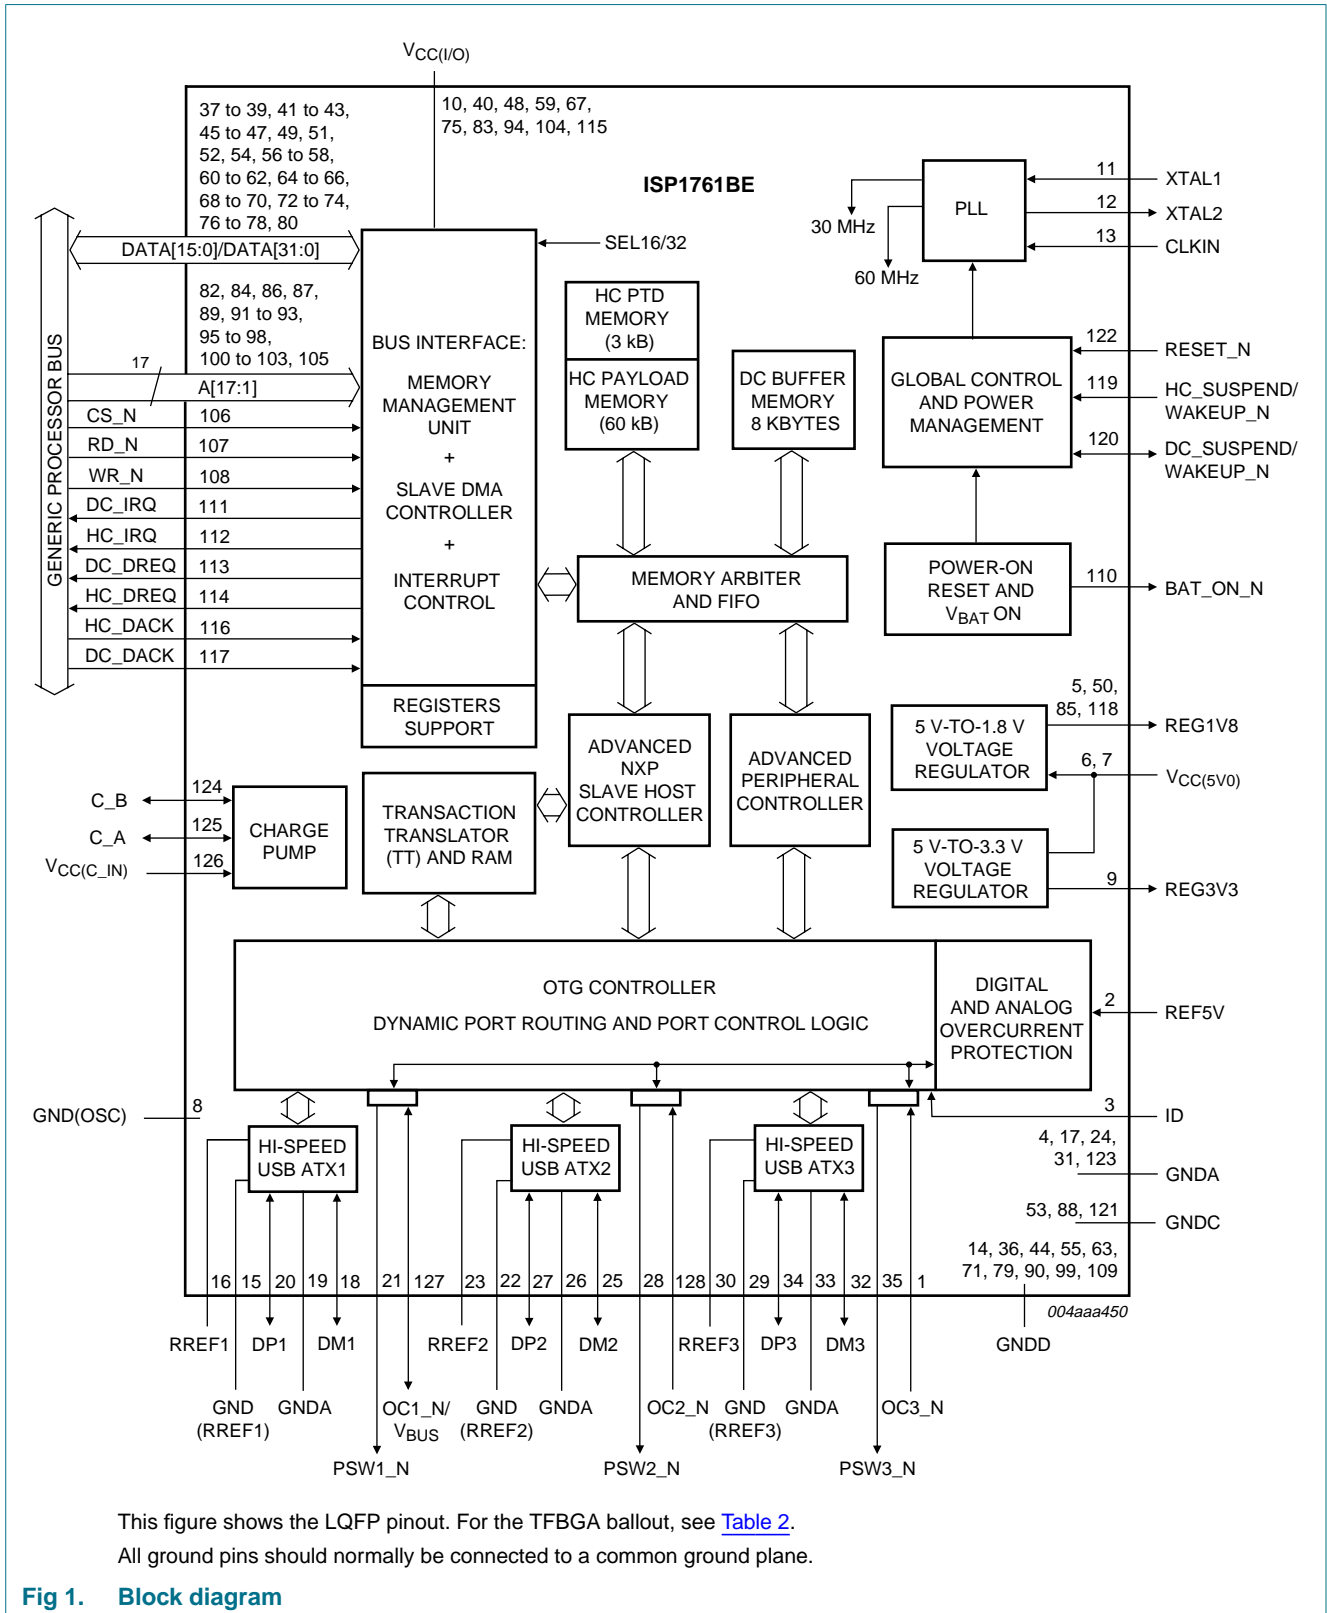 VCC(I/O)
37 to 39, 41 to 43,
45 to 47, 49, 51,
52, 54, 56 to 58,
60 to 62, 64 to 66,
68 to 70, 72 to 74,
76 to 78, 80
10, 40, 48, 59, 67,
75, 83, 94, 104, 115
ISP1761BE
DATA[15:0]/DATA[31:0]
SEL16/32
82, 84, 86, 87,
89, 91 to 93,
95 to 98,
100 to 103, 105
17
A[17:1]
GENERIC PROCESSOR BUS
CS_N 106
RD_N 107
WR_N 108
DC_IRQ 111
HC_IRQ 112
DC_DREQ 113
HC_DREQ 114
HC_DACK 116
DC_DACK 117
BUS INTERFACE:
MEMORY
MANAGEMENT
UNIT
+
SLAVE DMA
CONTROLLER
+
INTERRUPT
CONTROL
REGISTERS
SUPPORT
HC PTD
MEMORY
(3 kB)
HC PAYLOAD
MEMORY
(60 kB)
DC BUFFER
MEMORY
8 KBYTES
MEMORY ARBITER
AND FIFO
PLL
30 MHz
60 MHz
11 XTAL1
12 XTAL2
13 CLKIN
GLOBAL CONTROL
AND POWER
MANAGEMENT
122 RESET_N
119 HC_SUSPEND/
WAKEUP_N
120 DC_SUSPEND/
WAKEUP_N
POWER-ON
RESET AND
VBAT ON
110 BAT_ON_N
5 V-TO-1.8 V
VOLTAGE
REGULATOR
5, 50,
85, 118
REG1V8
6, 7
VCC(5V0)
5 V-TO-3.3 V
VOLTAGE
REGULATOR
9 REG3V3
ADVANCED
NXP
SLAVE HOST
CONTROLLER
ADVANCED
PERIPHERAL
CONTROLLER
TRANSACTION
TRANSLATOR
(TT) AND RAM
C_B 124
C_A 125
VCC(C_IN) 126
CHARGE
PUMP
OTG CONTROLLER
DYNAMIC PORT ROUTING AND PORT CONTROL LOGIC
DIGITAL
AND ANALOG
OVERCURRENT
PROTECTION
2 REF5V
GND(OSC) 8
3 ID
HI-SPEED
USB ATX1
HI-SPEED
USB ATX2
HI-SPEED
USB ATX3
4, 17, 24,
31, 123
GNDA
53, 88, 121
GNDC
14, 36, 44, 55, 63,
71, 79, 90, 99, 109
16 15 20 19 18 21 127 23 22 27 26 25 28 128 30 29 34 33 32 35 1
004aaa450
RREF1 DP1 DM1 RREF2 DP2 DM2 RREF3 DP3 DM3 GNDD
GND
(RREF1)
GNDA
OC1_N/
VBUS
GND
(RREF2)
GNDA
OC2_N
GND
(RREF3)
GNDA
OC3_N
PSW1_N PSW2_N PSW3_N
This figure shows the LQFP pinout. For the TFBGA ballout, see Table 2.
All ground pins should normally be connected to a common ground plane.
Fig 1. Block diagram